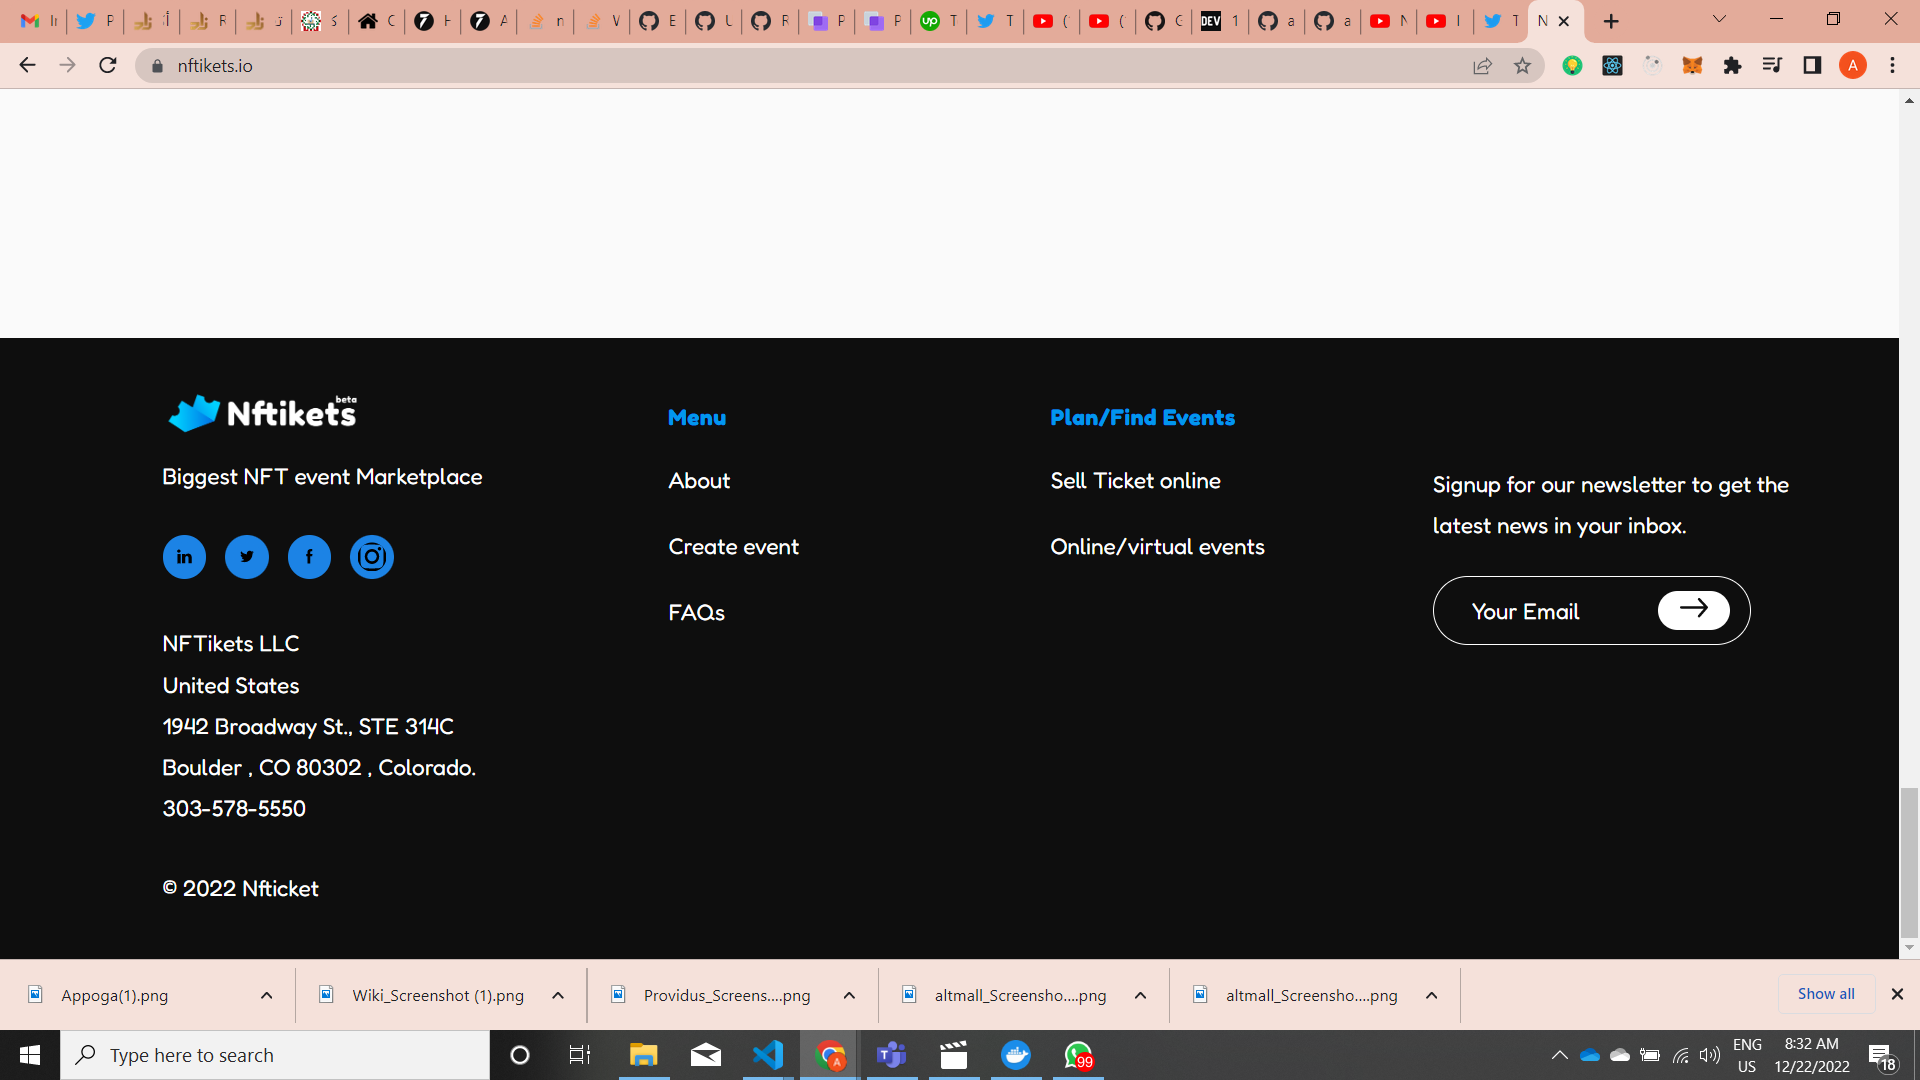 nftikets.io
Nftikets beta
Biggest NFT event Marketplace
NFTikets LLC
United States
1942 Broadway St., STE 314C
Boulder , CO 80302 , Colorado.
303-578-5550
© 2022 Nfticket
Menu
About
Create event
FAQs
Plan/Find Events
Sell Ticket online
Online/virtual events
Signup for our newsletter to get the
latest news in your inbox.
Your Email
Appoga(1).png
Wiki_Screenshot (1).png
Providus_Screens....png
altmall_Screensho....png
altmall_Screensho....png
Show all
Type here to search
99
ENG
US
8:32 AM
12/22/2022
18